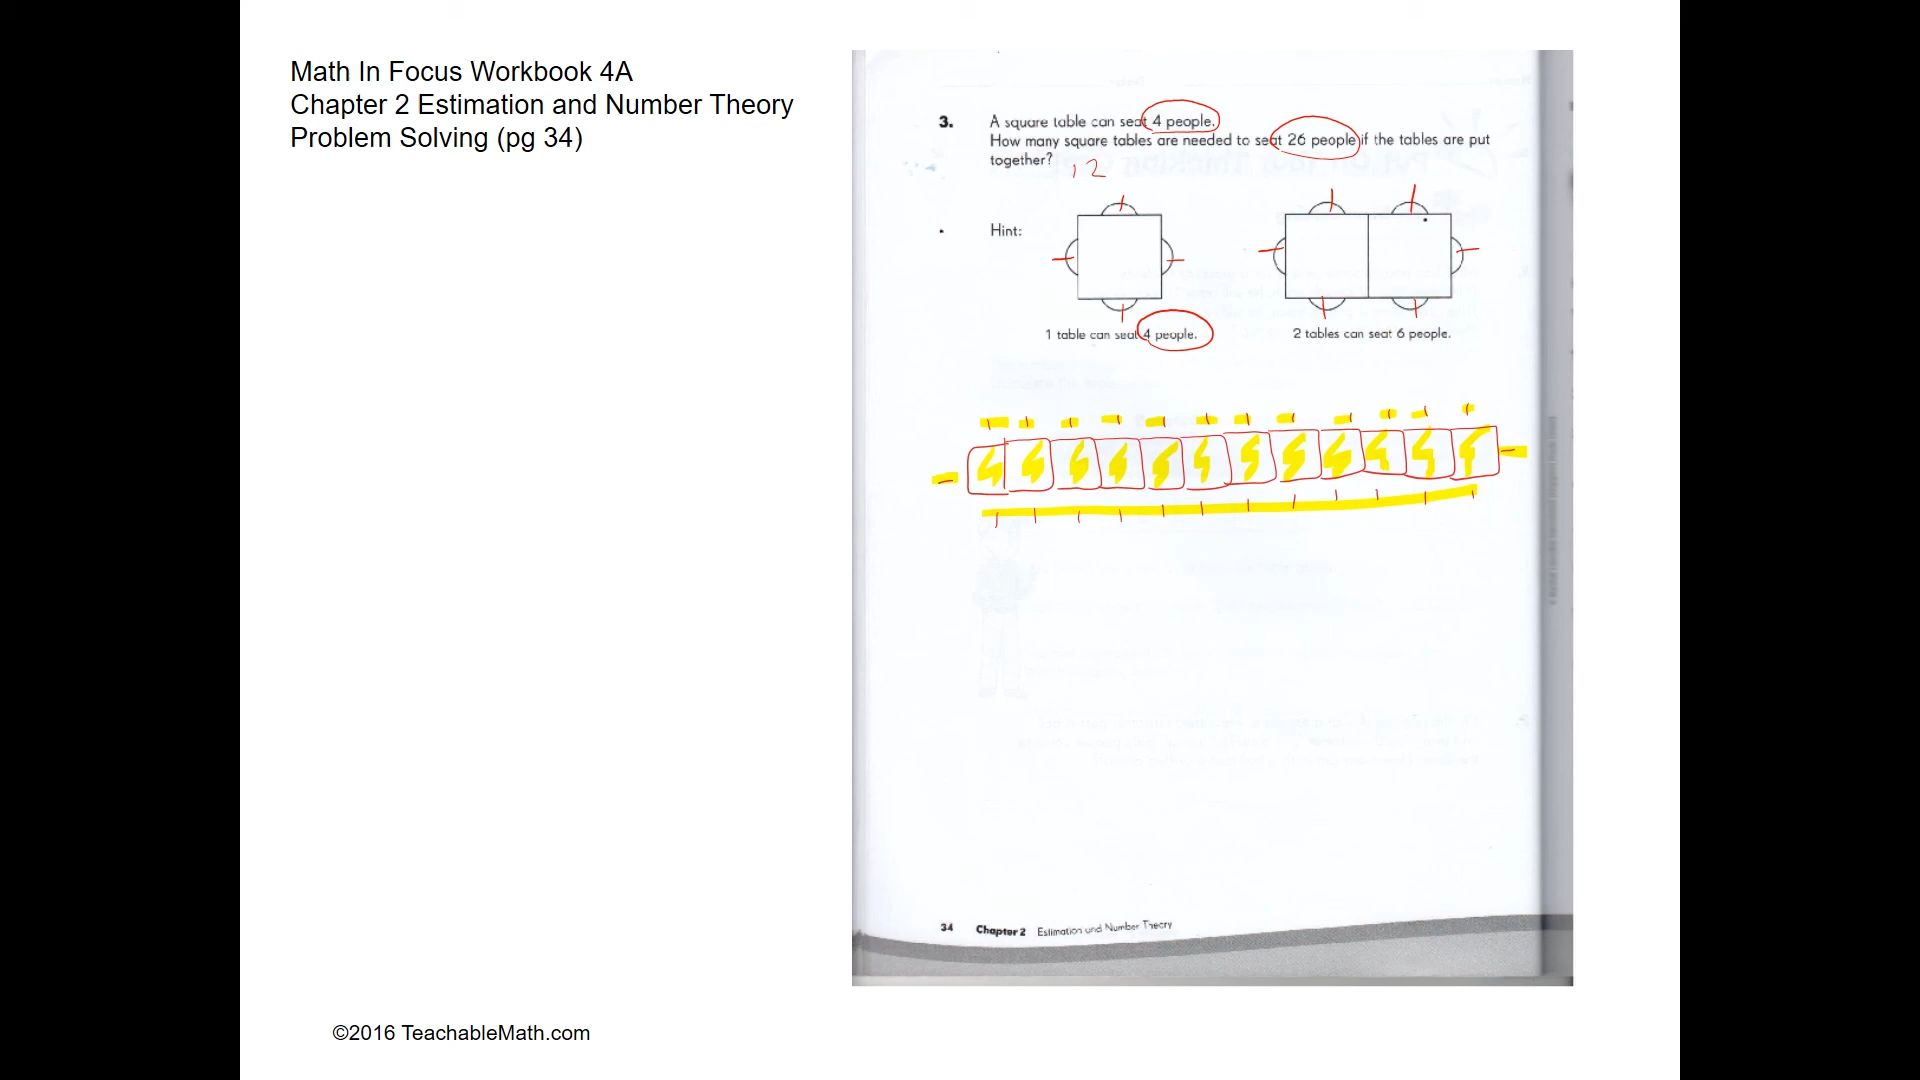 Math In Focus Workbook 4A
Chapter 2 Estimation and Number Theory
Problem Solving (pg 34)
3. A square table can seat 4 people.
How many square tables are needed to seat 26 people if the tables are put
together?
12
Hint:
1 table can seat 4 people.
2 tables can seat 6 people.
34 Chapter 2 Estimation and Number Theory
©2016 TeachableMath.com